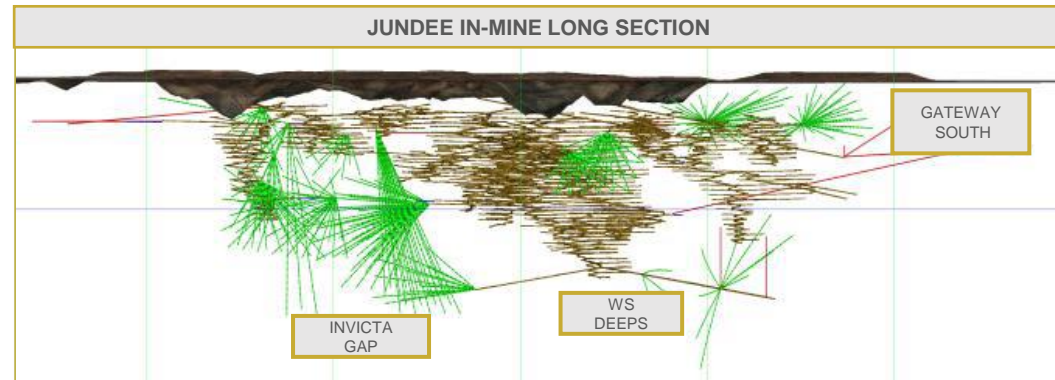 JUNDEE IN-MINE LONG SECTION
GATEWAY
SOUTH
INVICTA
GAP
WS
DEEPS